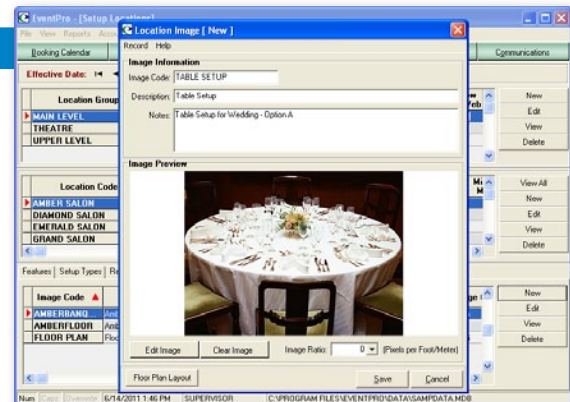 EventPro - [Setup Locations]
File View Reports
Booking Calendar
Communications
Effective Date:
Location Group
MAIN LEVEL
THEATRE
UPPER LEVEL
New
Edit
View
Delete
Location Code
AMBER SALON
DIAMOND SALON
EMERALD SALON
GRAND SALON
View All
New
Edit
View
Delete
Features Setup Types
Image Code
AMBERBANQ...
AMBERFLOOR
FLOOR PLAN
New
Edit
View
Delete
Location Image [ New ]
Record Help
Image Information
Image Code: TABLE SETUP
Description: Table Setup
Notes: Table Setup for Wedding - Option A
Image Preview
Edit Image Clear Image Image Ratio: 0 (Pixels per Foot/Meter)
Floor Plan Layout Save Cancel
Num Caps Overwrite 6/14/2011 1:46 PM SUPERVISOR C:\PROGRAM FILES\EVENTPRO\DATA\SAMPDATA.MDB